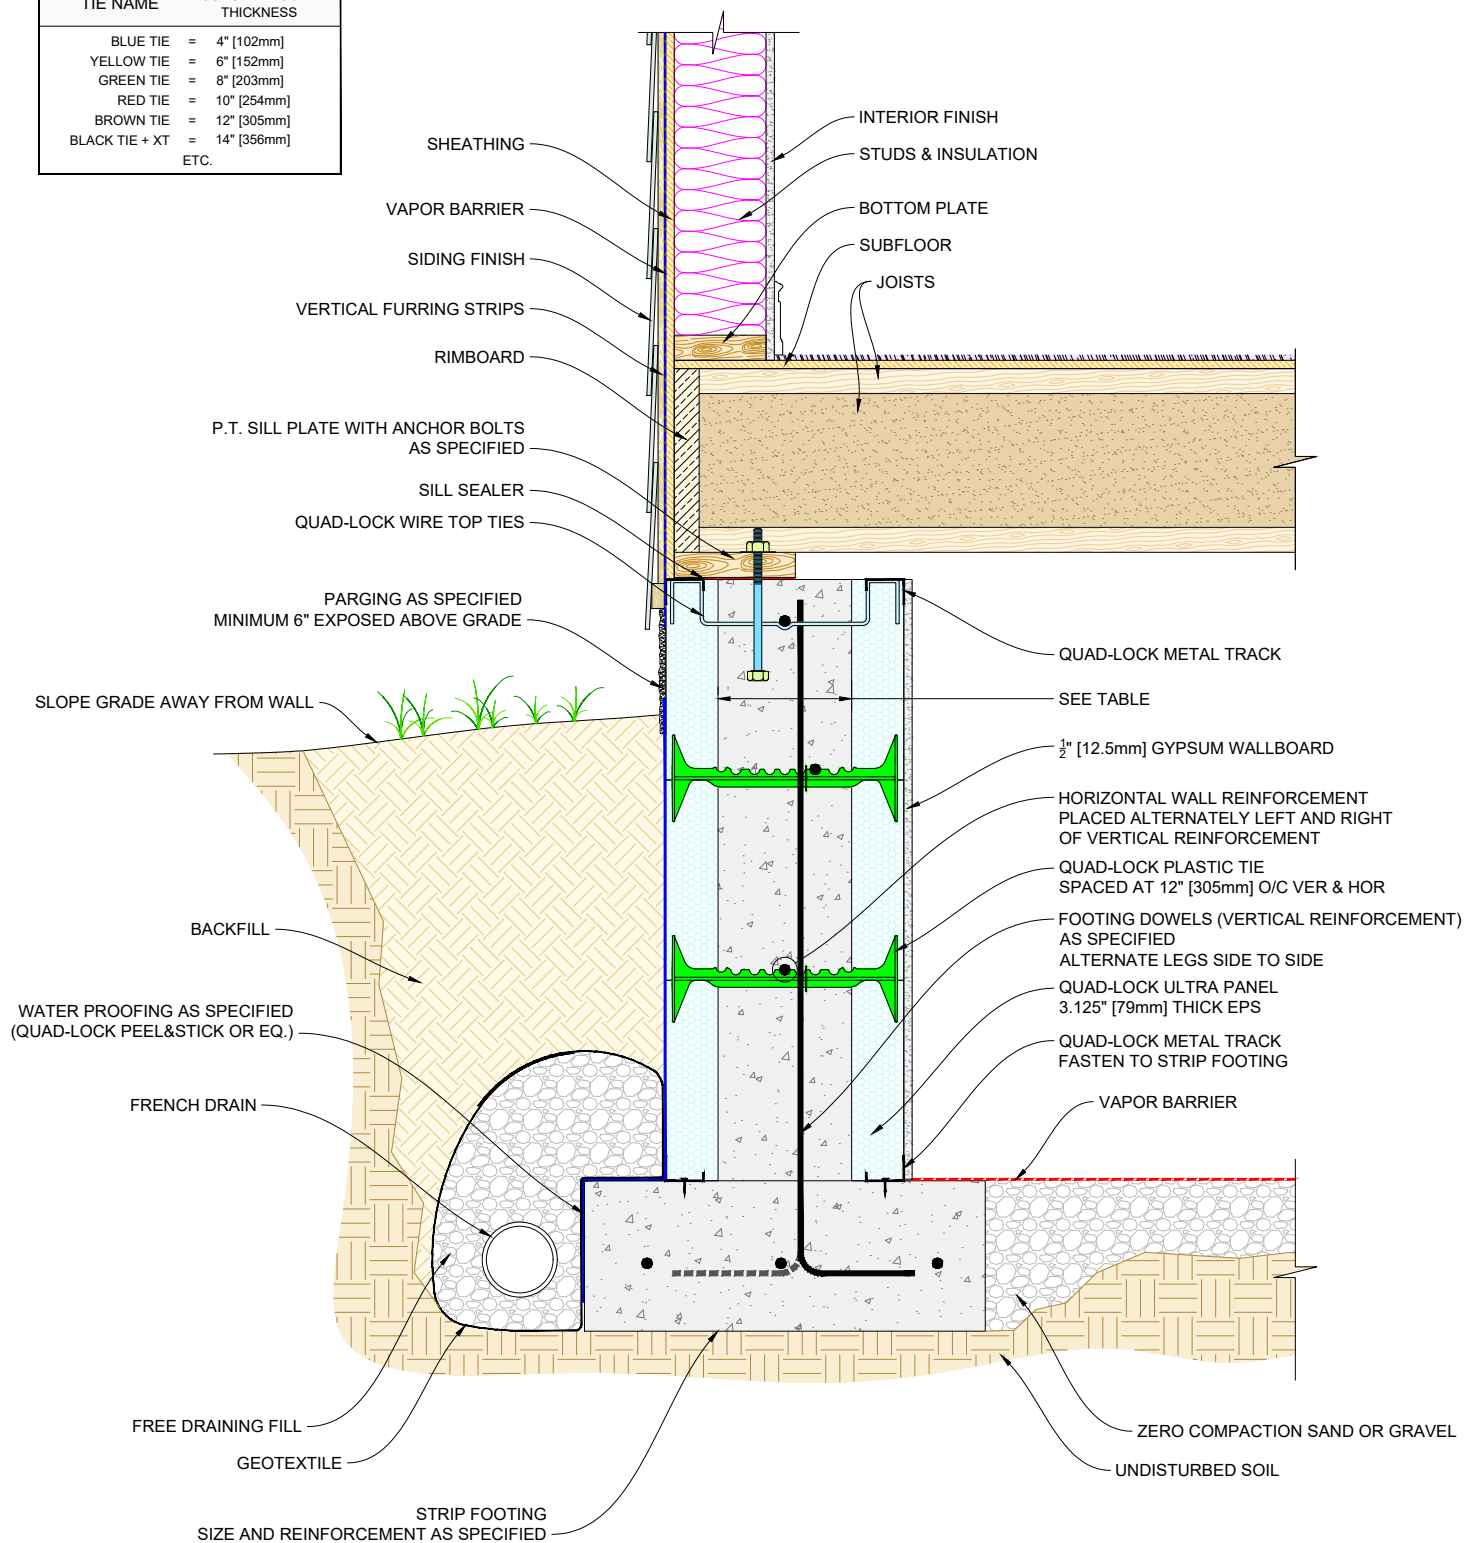 TIE NAME
THICKNESS
BLUE TIE = 4" [102mm]
YELLOW TIE = 6" [152mm]
GREEN TIE = 8" [203mm]
RED TIE = 10" [254mm]
BROWN TIE = 12" [305mm]
BLACK TIE + XT = 14" [356mm]
ETC.
SHEATHING
VAPOR BARRIER
SIDING FINISH
VERTICAL FURRING STRIPS
RIMBOARD
P.T. SILL PLATE WITH ANCHOR BOLTS
AS SPECIFIED
SILL SEALER
QUAD-LOCK WIRE TOP TIES
PARGING AS SPECIFIED
MINIMUM 6" EXPOSED ABOVE GRADE
SLOPE GRADE AWAY FROM WALL
BACKFILL
WATER PROOFING AS SPECIFIED
(QUAD-LOCK PEEL&STICK OR EQ.)
FRENCH DRAIN
FREE DRAINING FILL
GEOTEXTILE
STRIP FOOTING
SIZE AND REINFORCEMENT AS SPECIFIED
INTERIOR FINISH
STUDS & INSULATION
BOTTOM PLATE
SUBFLOOR
JOISTS
QUAD-LOCK METAL TRACK
SEE TABLE
1/2" [12.5mm] GYPSUM WALLBOARD
HORIZONTAL WALL REINFORCEMENT
PLACED ALTERNATELY LEFT AND RIGHT
OF VERTICAL REINFORCEMENT
QUAD-LOCK PLASTIC TIE
SPACED AT 12" [305mm] O/C VER & HOR
FOOTING DOWELS (VERTICAL REINFORCEMENT)
AS SPECIFIED
ALTERNATE LEGS SIDE TO SIDE
QUAD-LOCK ULTRA PANEL
3.125" [79mm] THICK EPS
QUAD-LOCK METAL TRACK
FASTEN TO STRIP FOOTING
VAPOR BARRIER
ZERO COMPACTION SAND OR GRAVEL
UNDISTURBED SOIL